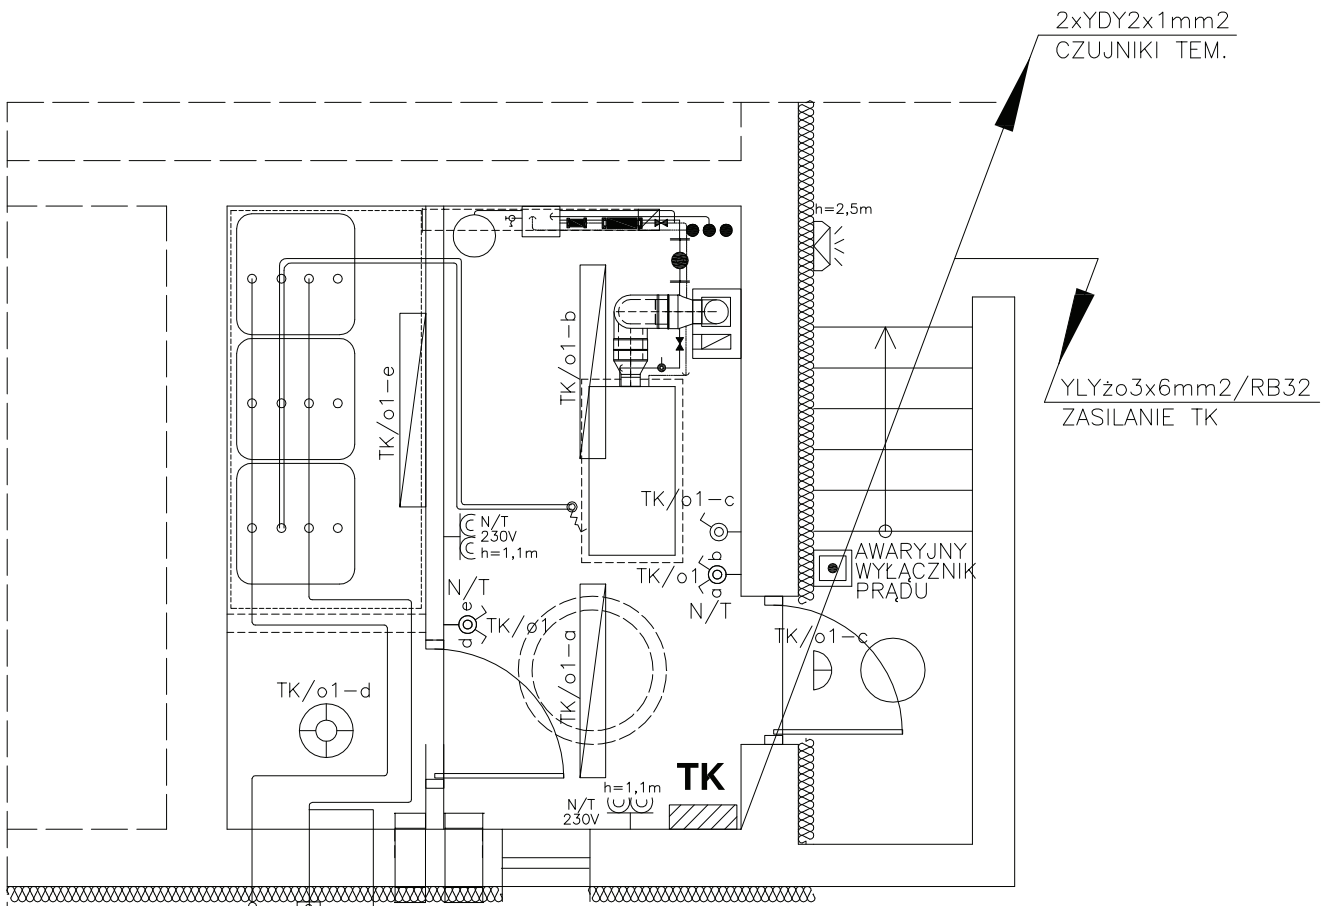 2xYDY2x1mm2
CZUJNIKI TEM.
h=2,5m
YLYżo3x6mm2/RB32
ZASILANIE TK
TK/o1-e
TK/o1-b
TK/b1-c
N/T
230V
h=1,1m
AWARYJNY
WYŁĄCZNIK
PRĄDU
TK/o1
a b
N/T
N/T
d e
TK/o1
TK/o1-c
TK/o1-a
TK/o1-d
TK
h=1,1m
N/T
230V